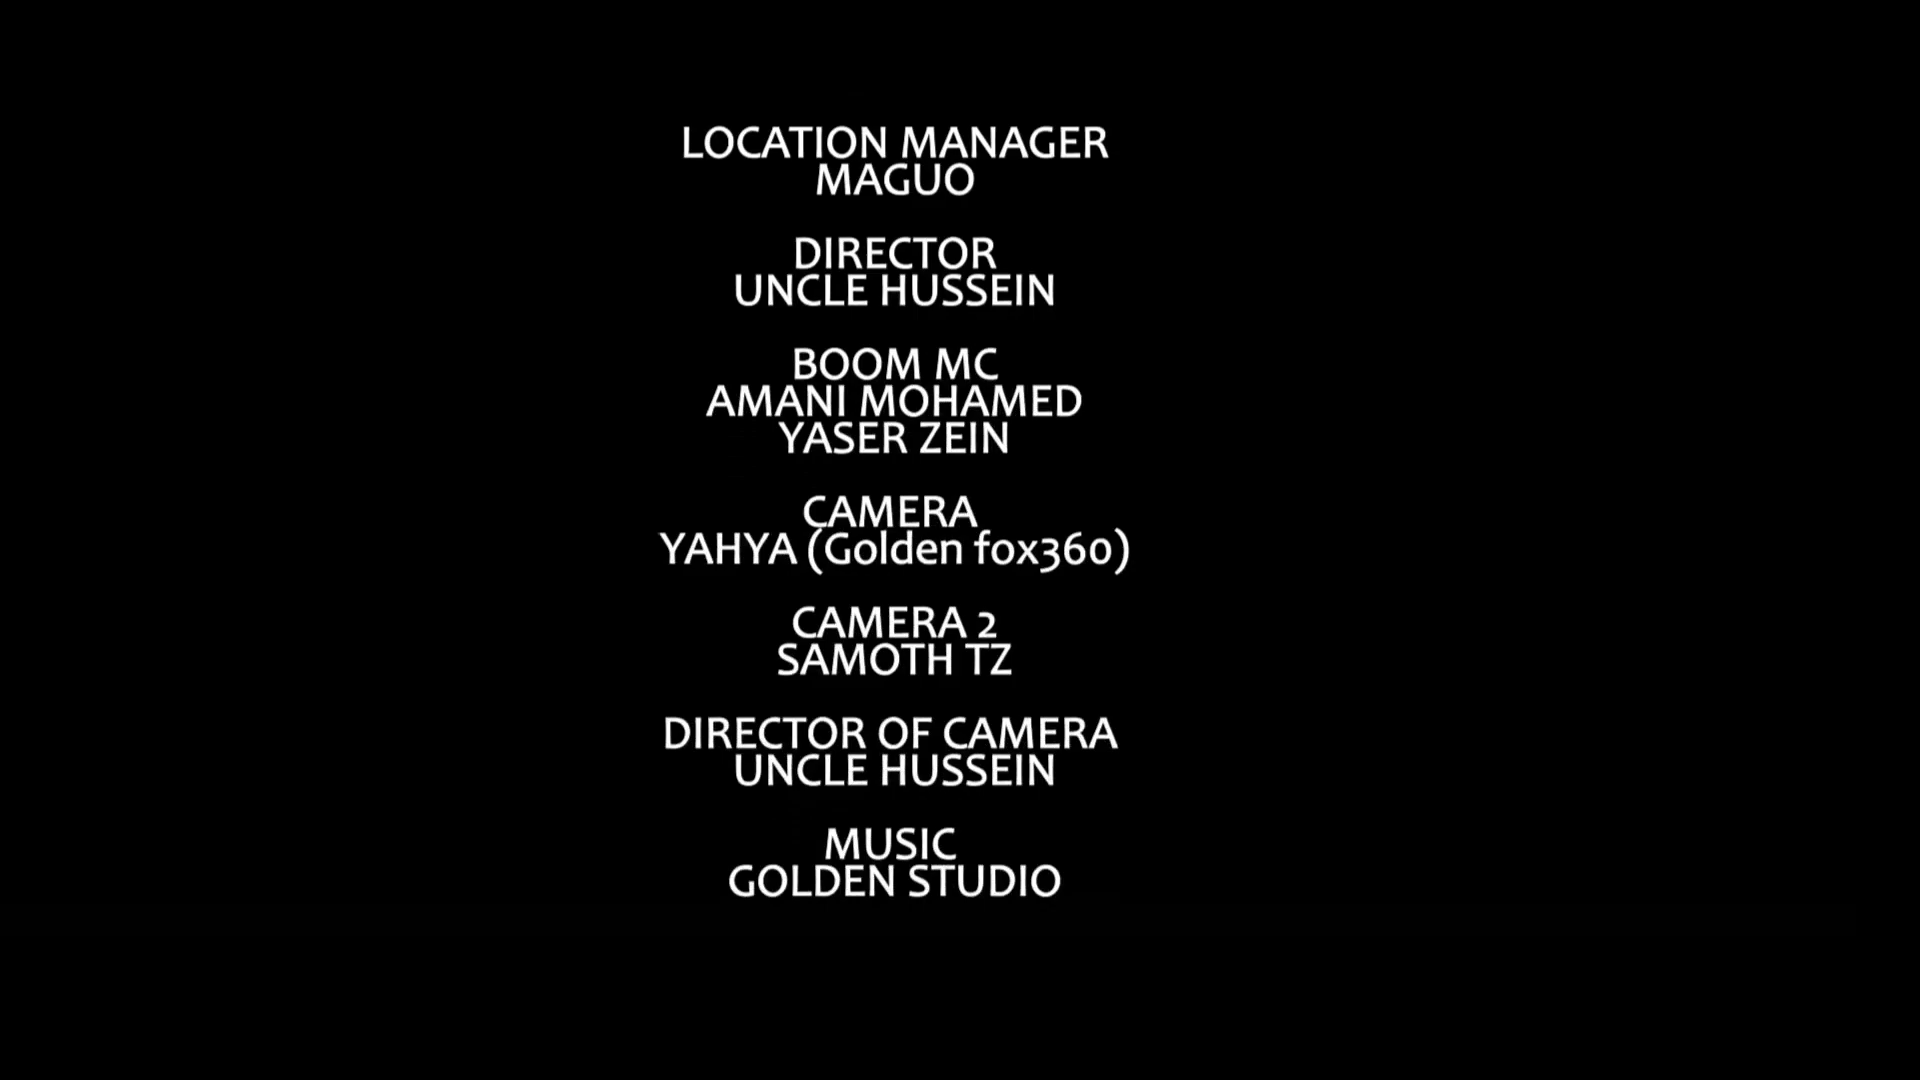 LOCATION MANAGER
MAGUO
DIRECTOR
UNCLE HUSSEIN
BOOM MC
AMANI MOHAMED
YASER ZEIN
CAMERA
YAHYA (Golden fox360)
CAMERA 2
SAMOTH TZ
DIRECTOR OF CAMERA
UNCLE HUSSEIN
MUSIC
GOLDEN STUDIO